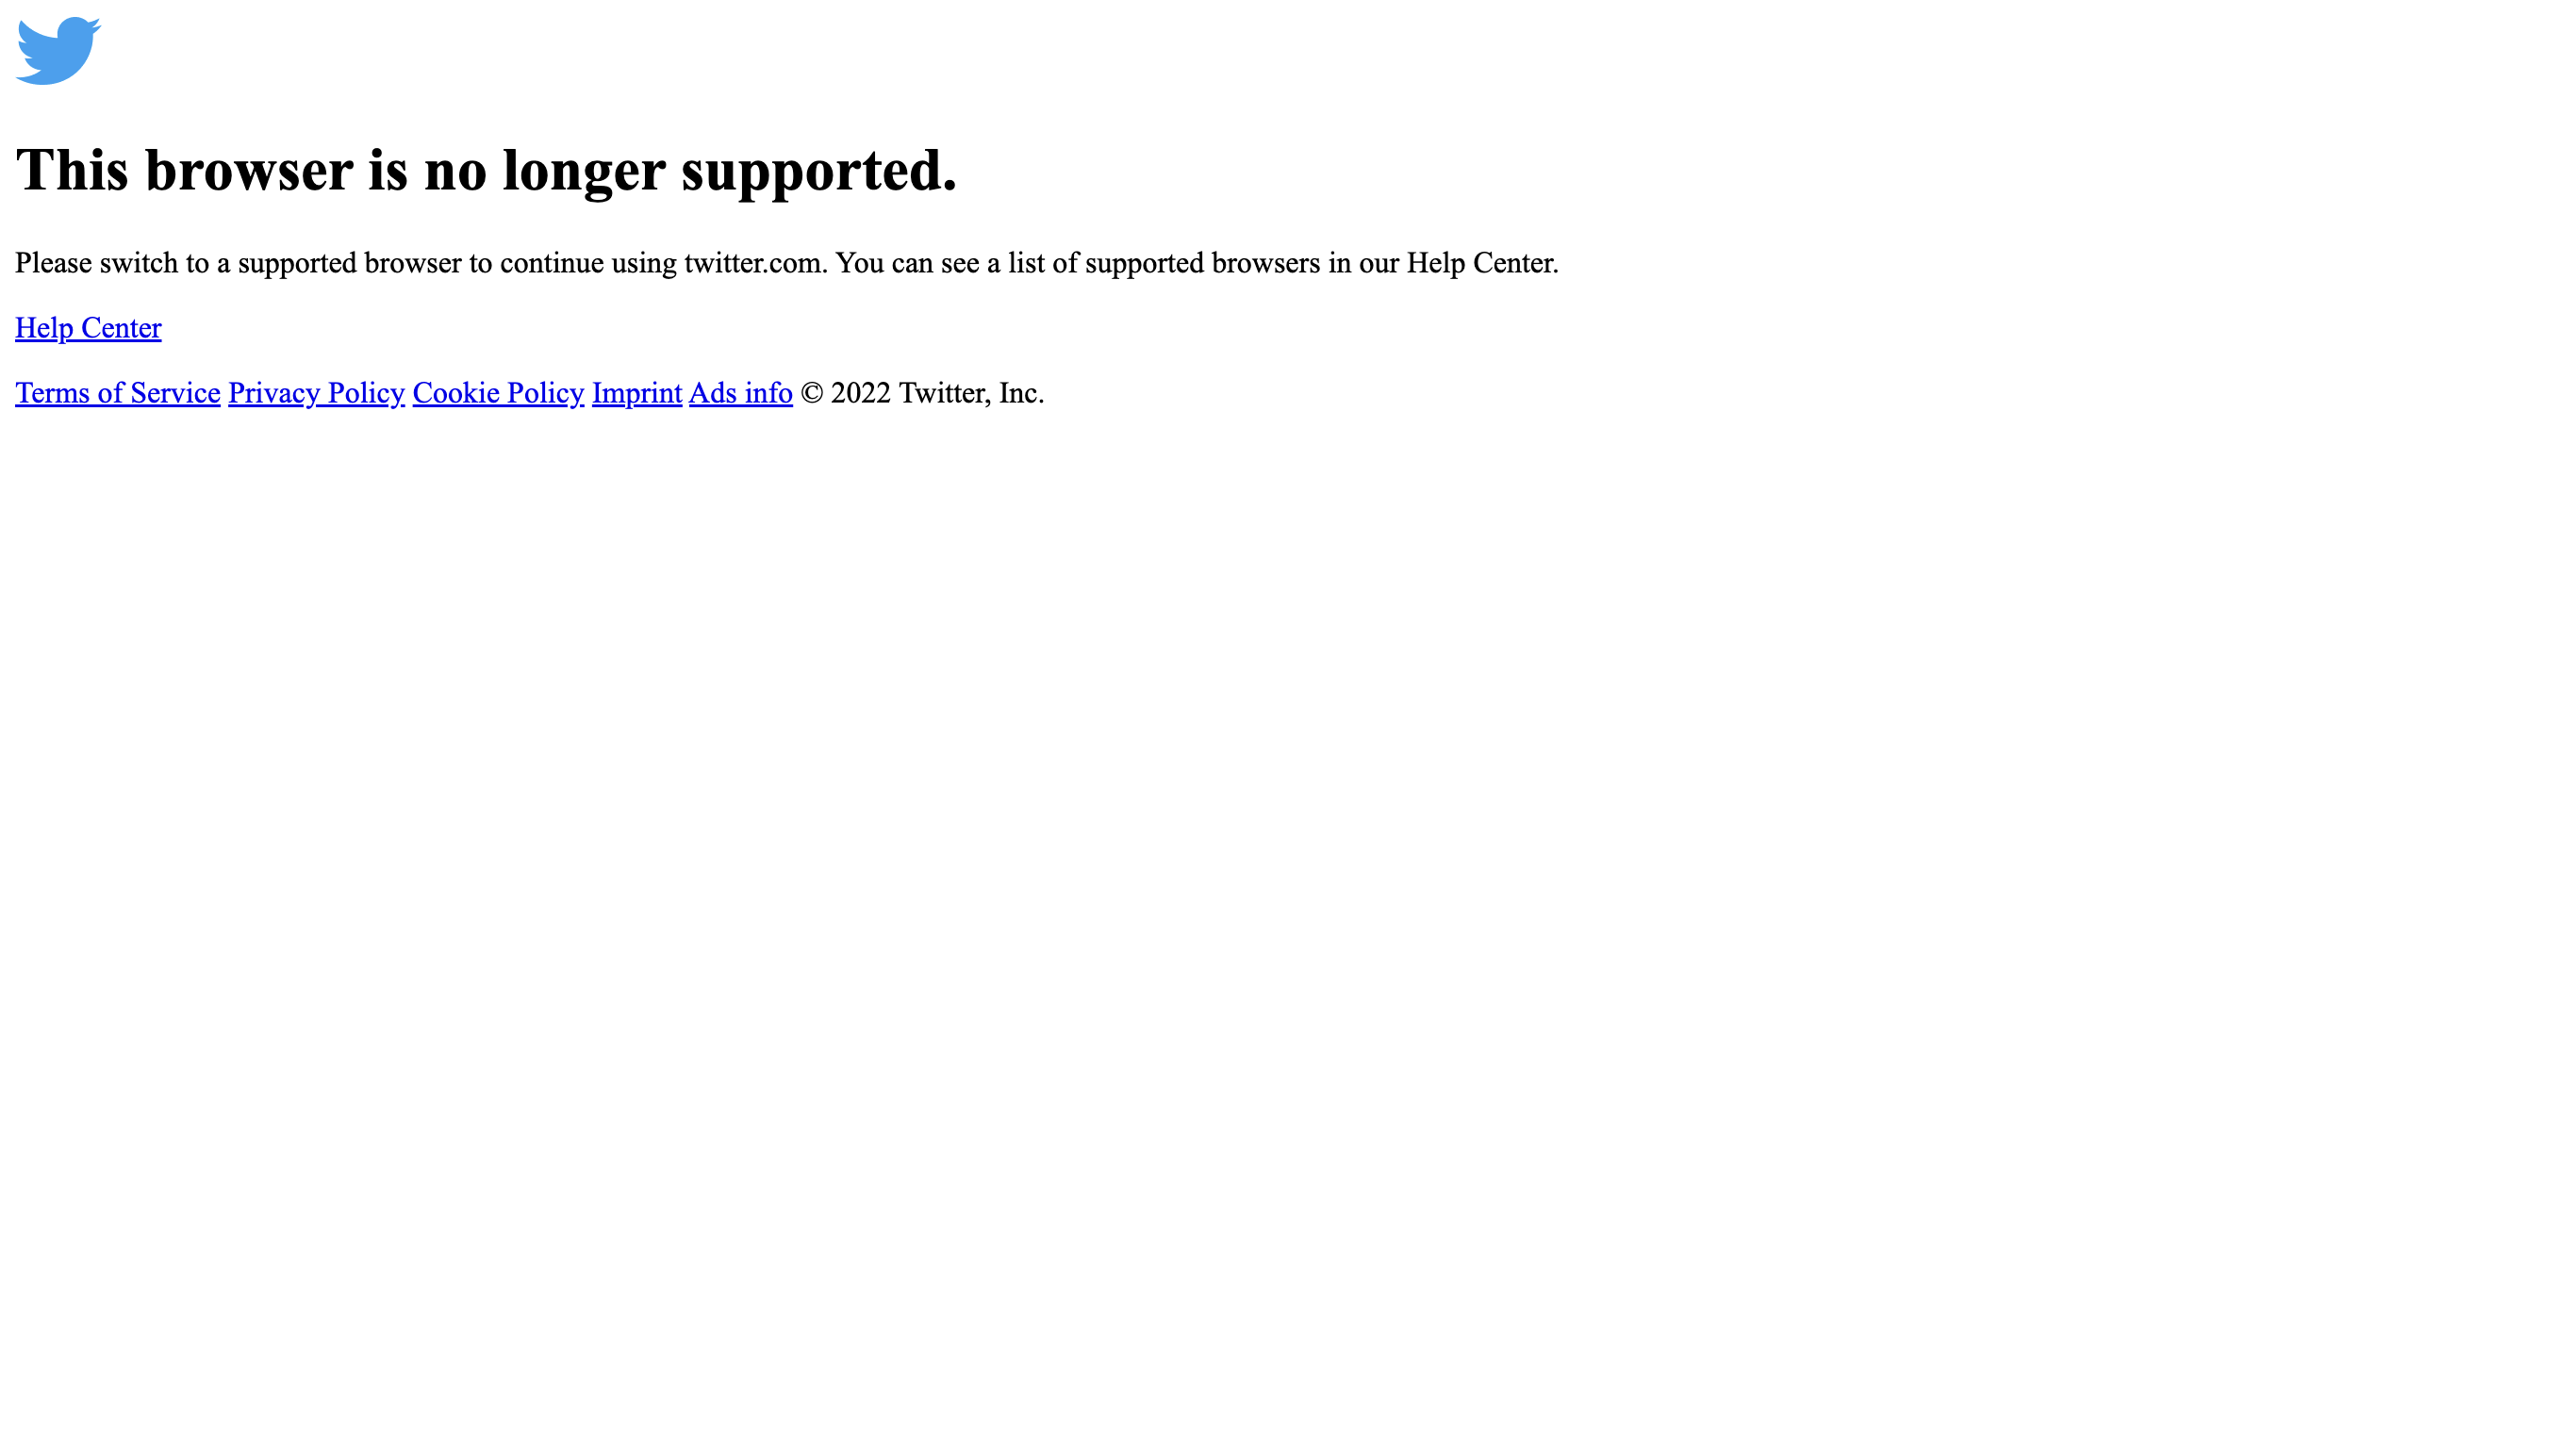 This browser is no longer supported.
Please switch to a supported browser to continue using twitter.com. You can see a list of supported browsers in our Help Center.
Help Center
Terms of Service Privacy Policy Cookie Policy Imprint Ads info © 2022 Twitter, Inc.